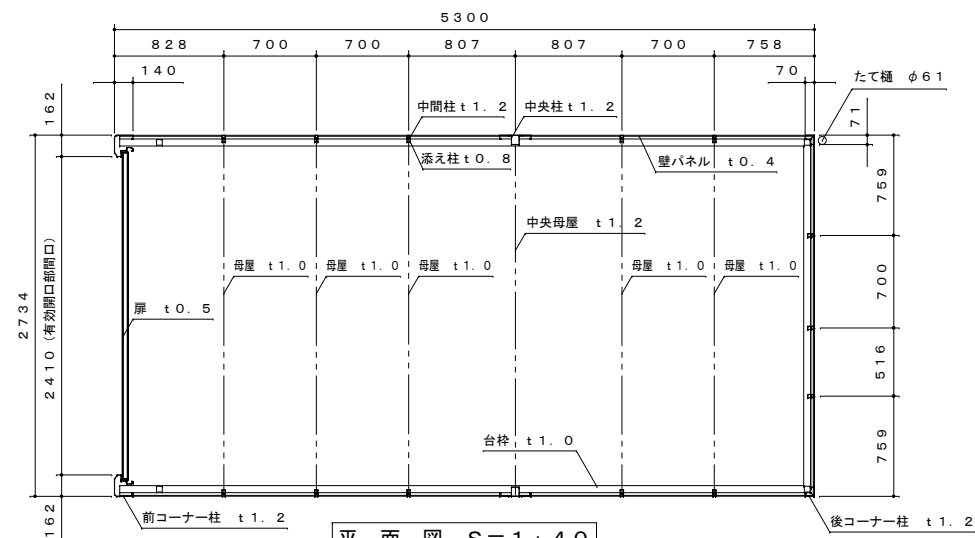 5300
828 700 700 807 807 700 758
140
70
たて樋 φ61
162
71
中間柱 t1.2
中央柱 t1.2
添え柱 t0.8
壁パネル t0.4
759
中央母屋 t1.2
母屋 t1.0
母屋 t1.0
母屋 t1.0
母屋 t1.0
母屋 t1.0
700
2734
2410(有効開口部間口)
扉 t0.5
516
759
台枠 t1.0
162
前コーナー柱 t1.2
後コーナー柱 t1.2
平面図 S=1:40